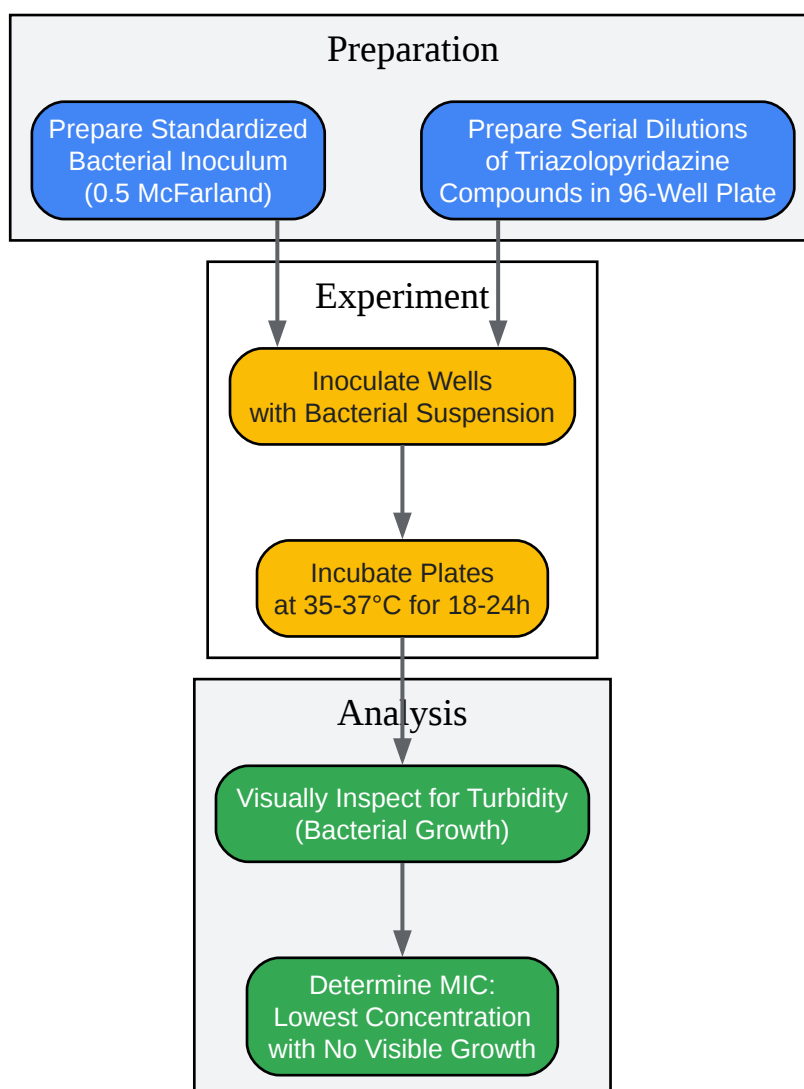 Preparation
Prepare Standardized
Bacterial Inoculum
(0.5 McFarland)
Prepare Serial Dilutions
of Triazolopyridazine
Compounds in 96-Well Plate
Experiment
Inoculate Wells
with Bacterial Suspension
Incubate Plates
at 35-37°C for 18-24h
Analysis
Visually Inspect for Turbidity
(Bacterial Growth)
Determine MIC:
Lowest Concentration
with No Visible Growth